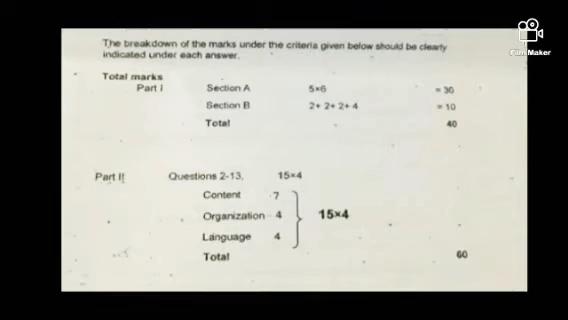 The breakdown of the marks under the criteria given below should be clearly
indicated under each answer.
Total marks
Part I Section A 5×6 = 30
Section B 2+ 2+ 2+ 4 = 10
Total 40
Part II Questions 2-13, 15×4
Content 7
Organization 4 15×4
Language 4
Total 60
FilmMaker